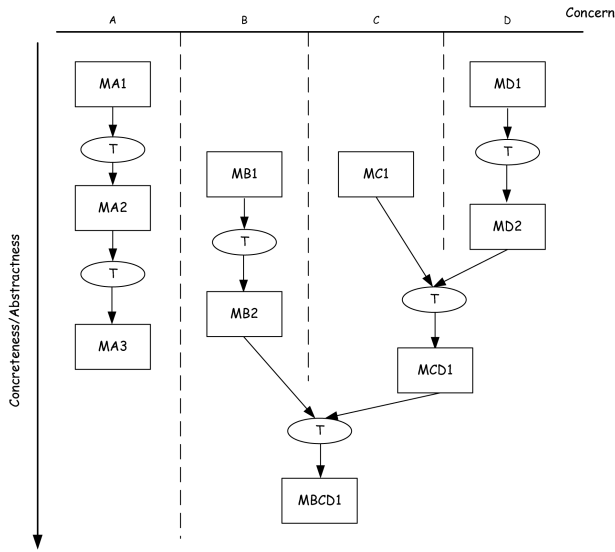 Concern
A B C D
MA1 MD1
T T
MB1 MC1
MA2 MD2
T
T T
MB2
MA3 MCD1
T
MBCD1
Concreteness/Abstractness